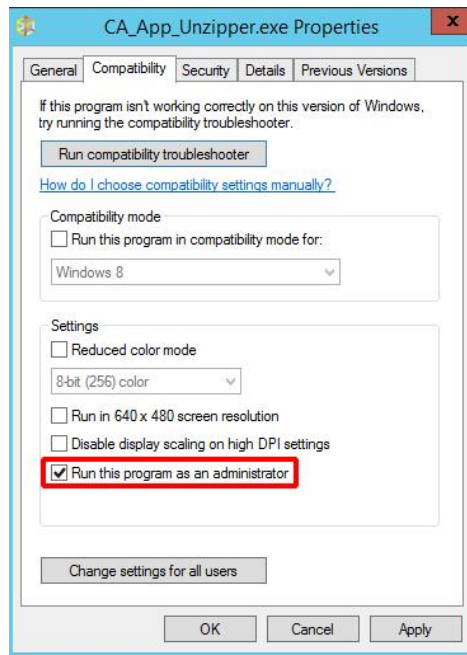 CA_App_Unzipper.exe Properties
x
General Compatibility Security Details Previous Versions
If this program isn't working correctly on this version of Windows,
try running the compatibility troubleshooter.
Run compatibility troubleshooter
How do I choose compatibility settings manually?
Compatibility mode
Run this program in compatibility mode for:
Windows 8
Settings
Reduced color mode
8-bit (256) color
Run in 640 x 480 screen resolution
Disable display scaling on high DPI settings
Run this program as an administrator
Change settings for all users
OK Cancel Apply